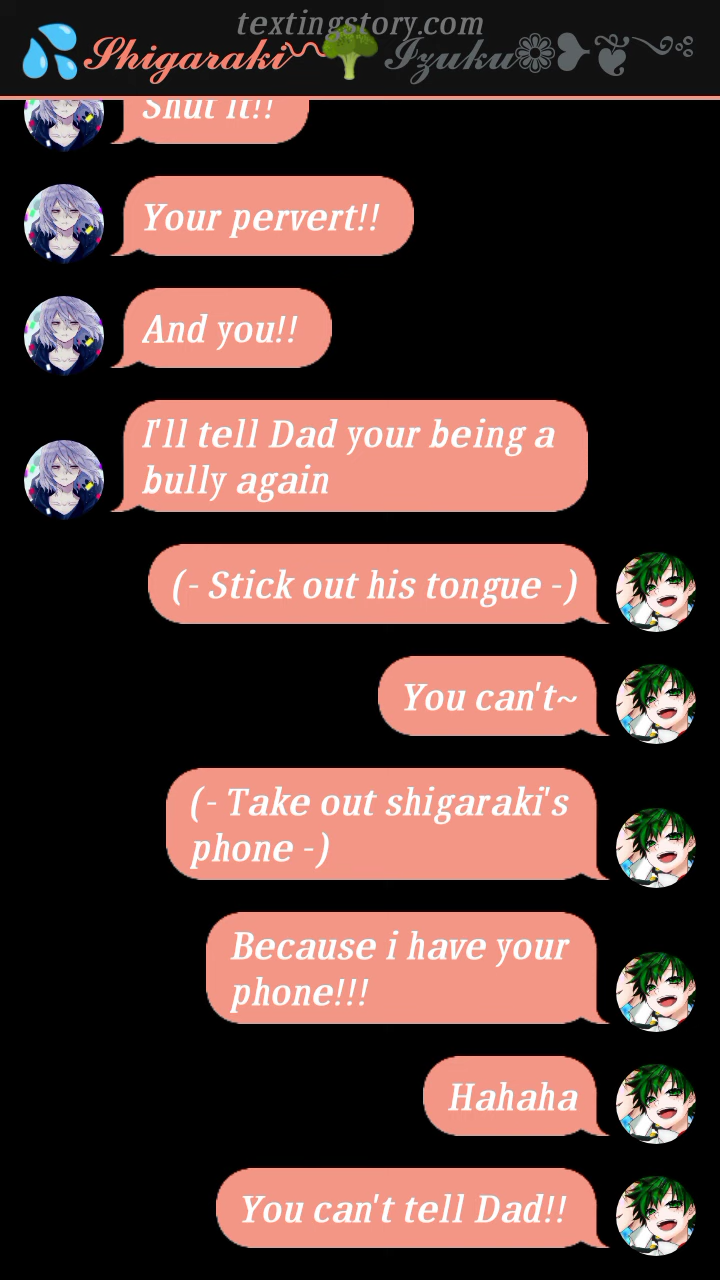 textingstory.com
Shigaraki Izuku
Shut it!!
Your pervert!!
And you!!
I'll tell Dad your being a
bully again
(- Stick out his tongue -)
You can't~
(- Take out shigaraki's
phone -)
Because i have your
phone!!!
Hahaha
You can't tell Dad!!